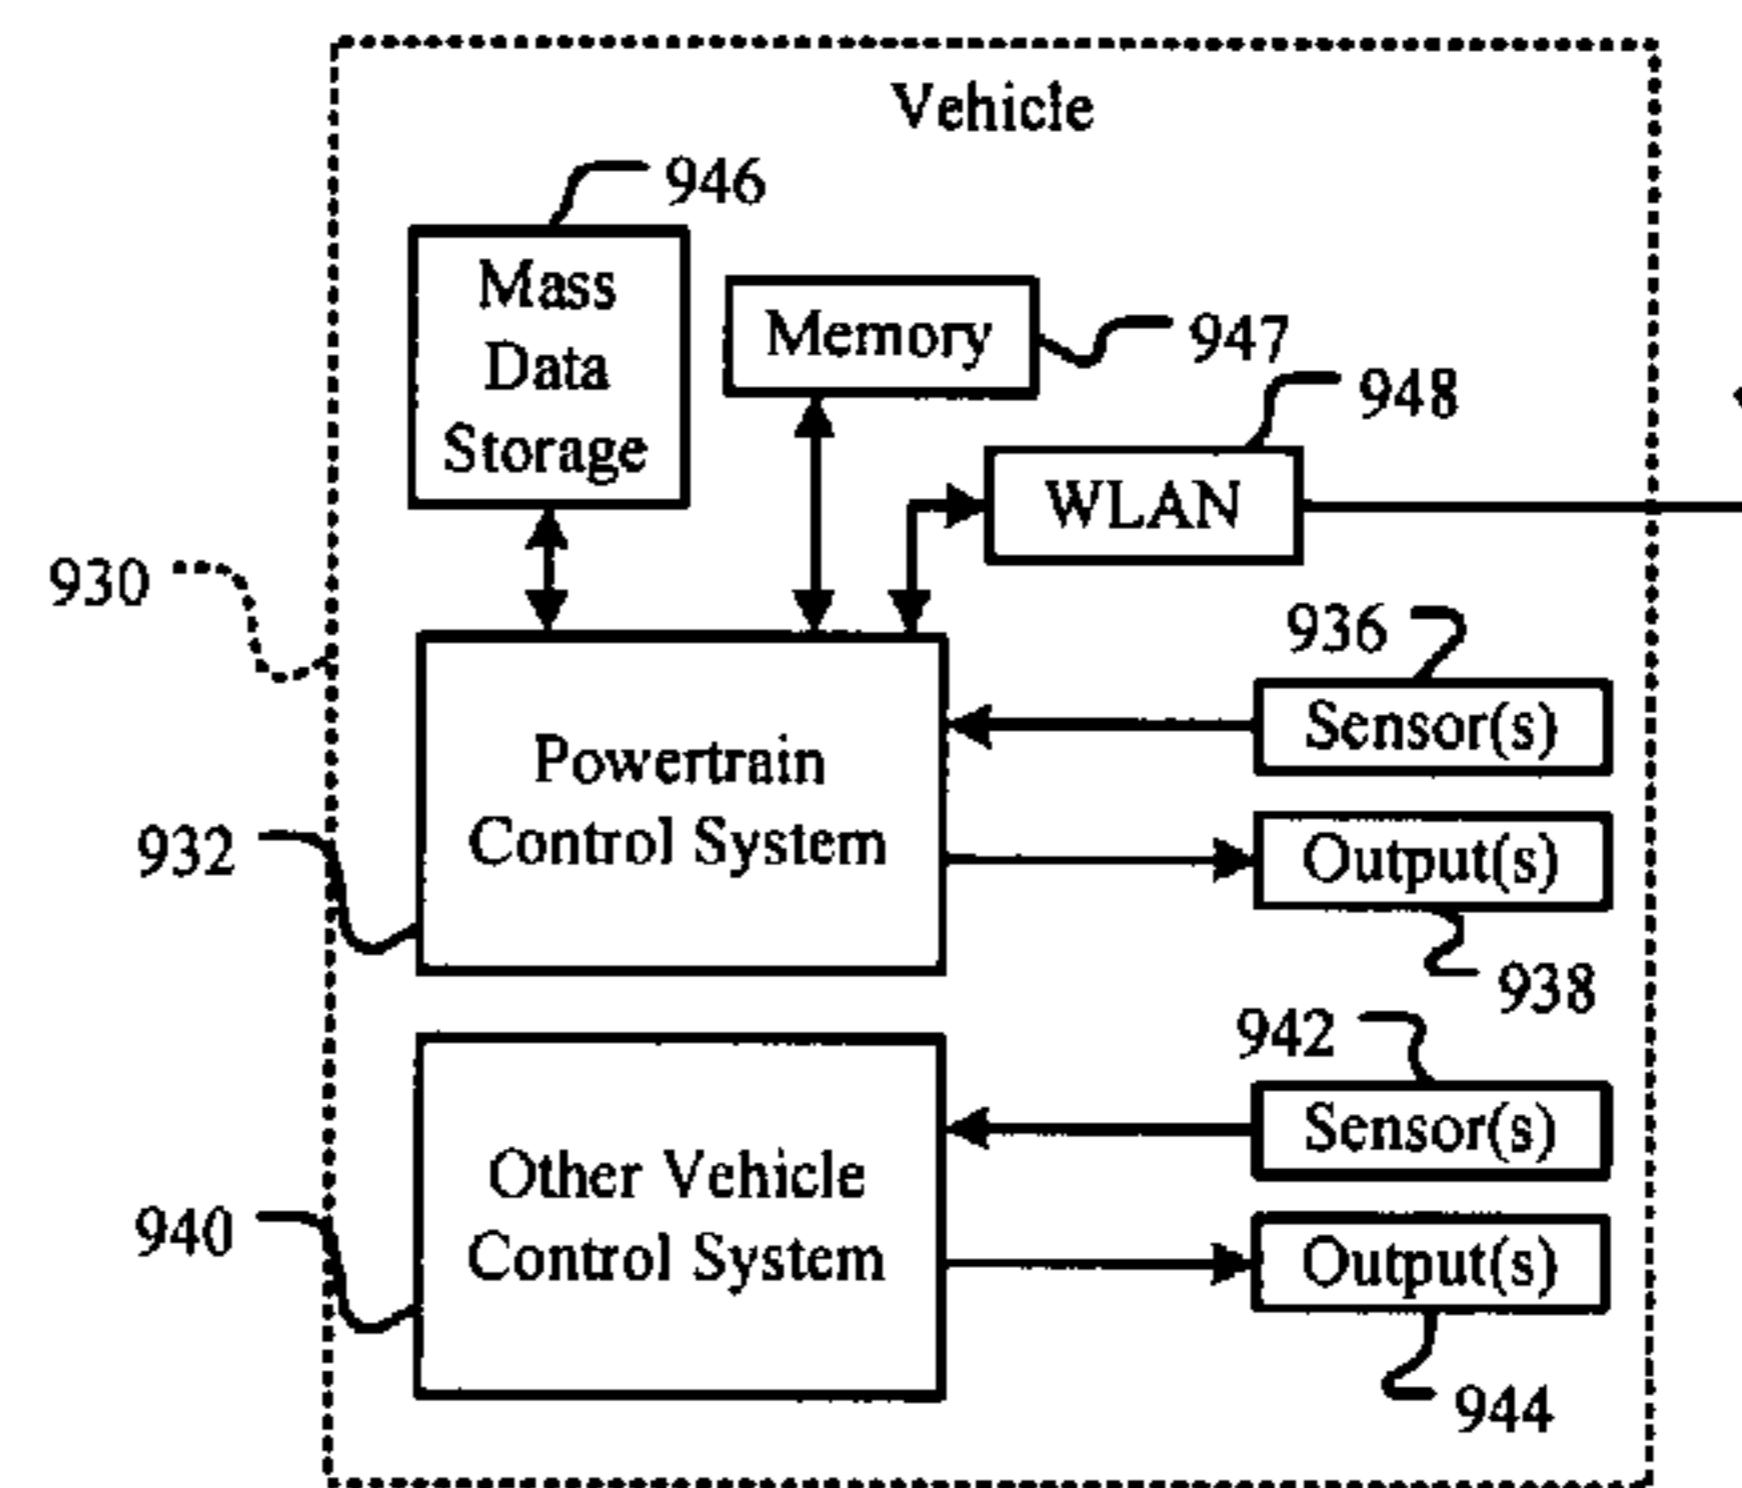 Vehicle
946
Mass
Data
Storage
Memory
947
948
WLAN
930
936
Sensor(s)
Powertrain
Control System
932
Output(s)
938
942
Sensor(s)
Other Vehicle
Control System
940
Output(s)
944